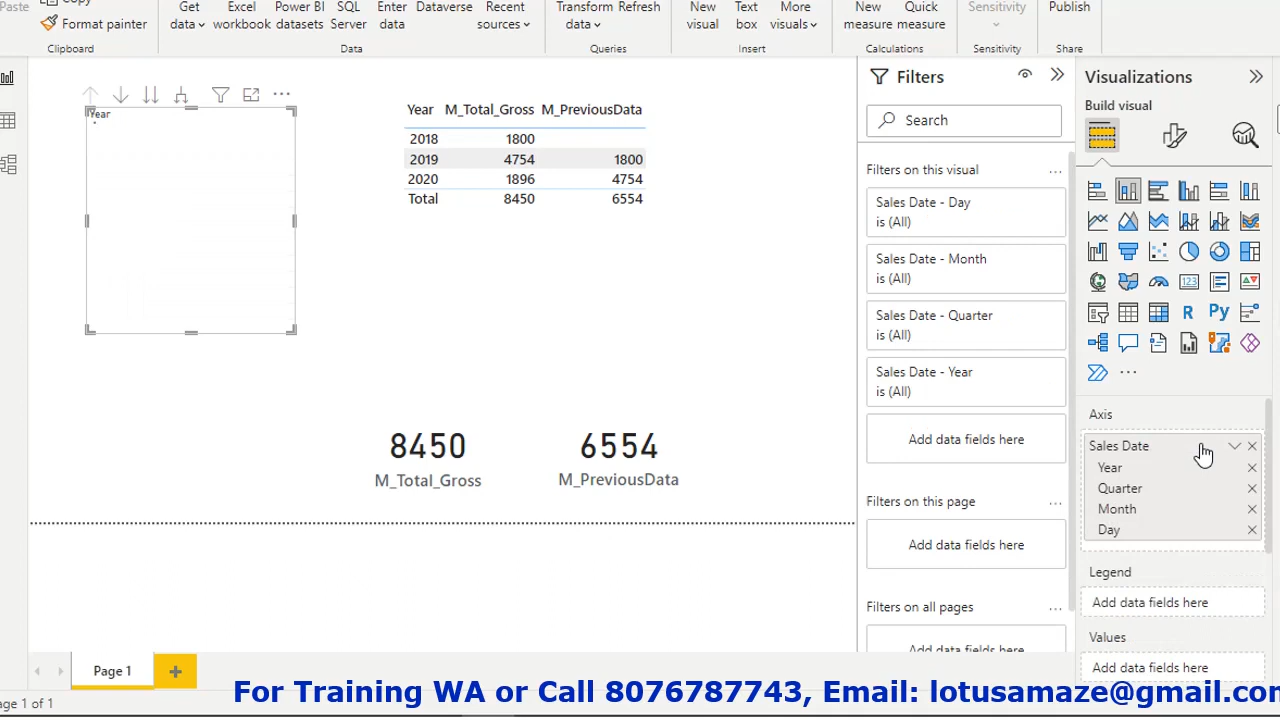 Paste
Copy
Format painter
Clipboard
Get data
Excel workbook
Power BI datasets
SQL Server
Enter data
Dataverse
Recent sources
Data
Transform data
Refresh
Queries
New visual
Text box
More visuals
Insert
New measure
Quick measure
Calculations
Sensitivity
Sensitivity
Publish
Share
Year
Year M_Total_Gross M_PreviousData
2018 1800
2019 4754 1800
2020 1896 4754
Total 8450 6554
8450
M_Total_Gross
6554
M_PreviousData
Filters
Search
Filters on this visual ...
Sales Date - Day
is (All)
Sales Date - Month
is (All)
Sales Date - Quarter
is (All)
Sales Date - Year
is (All)
Add data fields here
Filters on this page ...
Add data fields here
Filters on all pages ...
Add data fields here
Visualizations
Build visual
123
R
Py
...
Axis
Sales Date
Year
Quarter
Month
Day
Legend
Add data fields here
Values
Add data fields here
Page 1
age 1 of 1
For Training WA or Call 8076787743, Email: lotusamaze@gmail.com